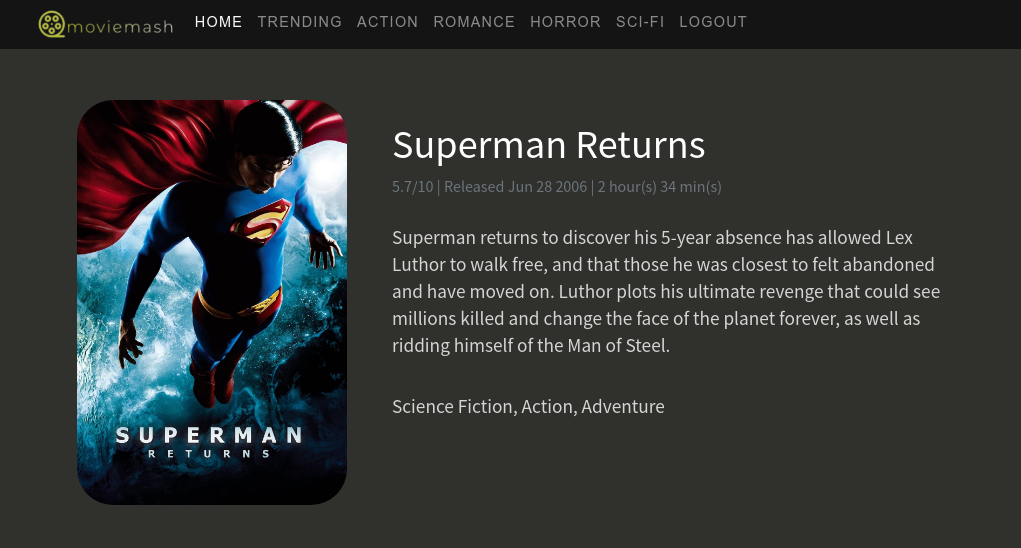 moviemash HOME TRENDING ACTION ROMANCE HORROR SCI-FI LOGOUT
Superman Returns
5.7/10 | Released Jun 28 2006 | 2 hour(s) 34 min(s)
Superman returns to discover his 5-year absence has allowed Lex
Luthor to walk free, and that those he was closest to felt abandoned
and have moved on. Luthor plots his ultimate revenge that could see
millions killed and change the face of the planet forever, as well as
ridding himself of the Man of Steel.
Science Fiction, Action, Adventure
S
SUPERMAN
RETURNS